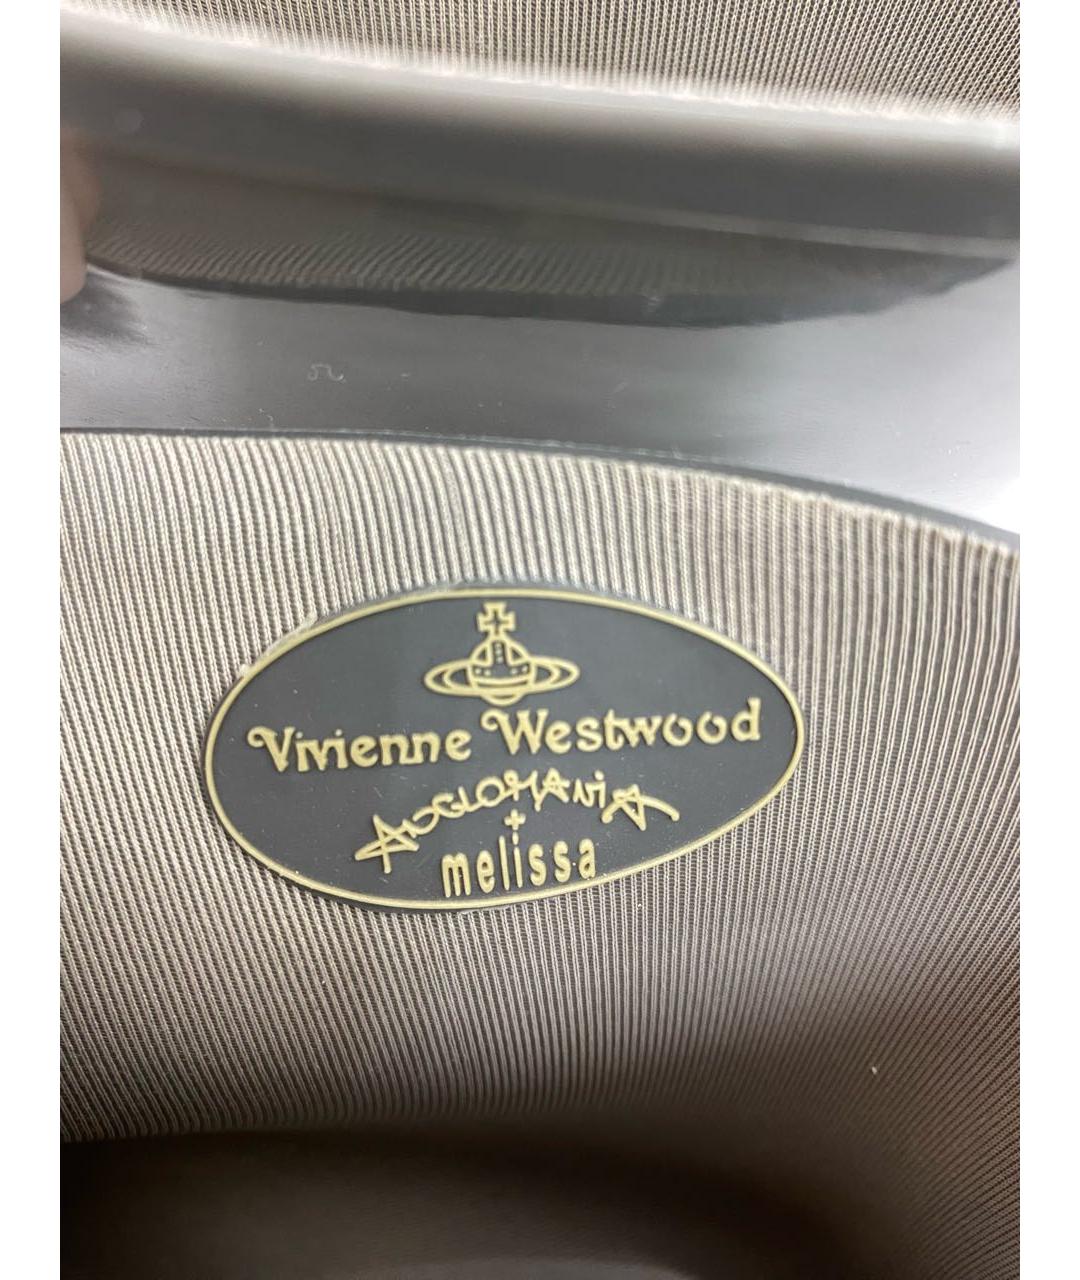 Vivienne Westwood
ANGLOMANIA
+
melissa